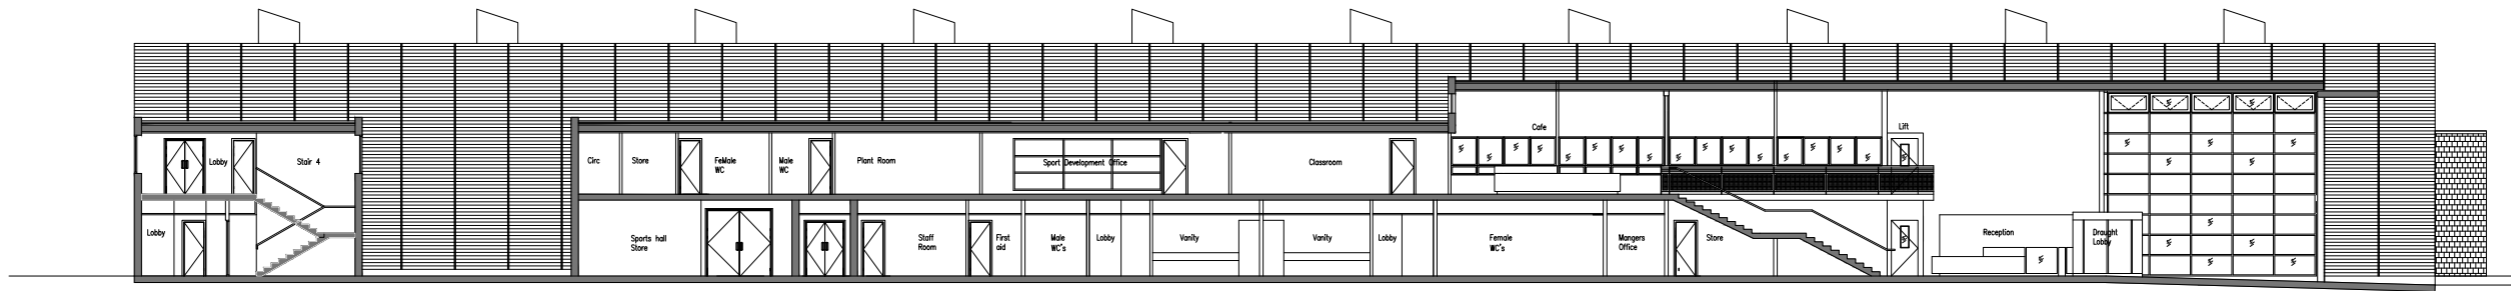 Cafe
Lift
Lobby
Stair 4
Circ
Store
FeMale
WC
Male
WC
Plant Room
Sport Development Office
Classroom
Lobby
Sports hall
Store
Staff
Room
First
aid
Male
WC's
Lobby
Vanity
Vanity
Lobby
Female
WC's
Mangers
Office
Store
Reception
Draught
Lobby